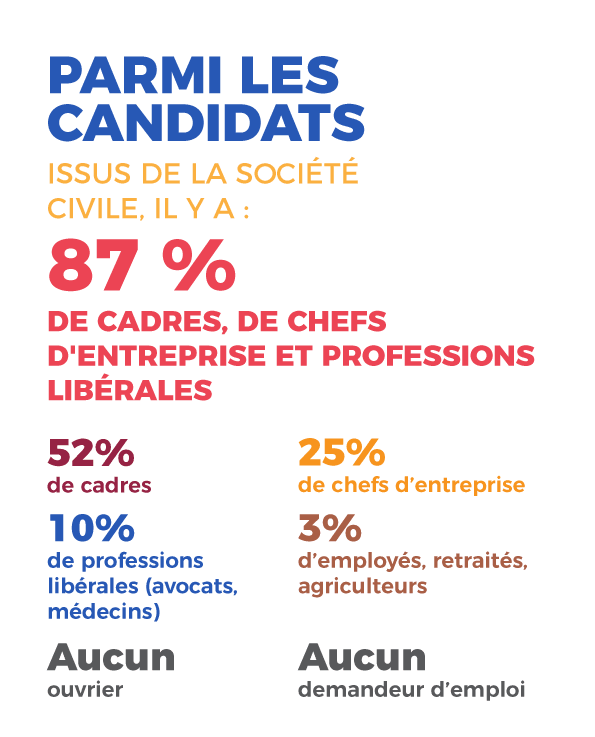 PARMI LES
CANDIDATS
ISSUS DE LA SOCIÉTÉ
CIVILE, IL Y A :
87 %
DE CADRES, DE CHEFS
D'ENTREPRISE ET PROFESSIONS
LIBÉRALES
52%
de cadres
25%
de chefs d’entreprise
10%
de professions
libérales (avocats,
médecins)
3%
d’employés, retraités,
agriculteurs
Aucun
ouvrier
Aucun
demandeur d’emploi